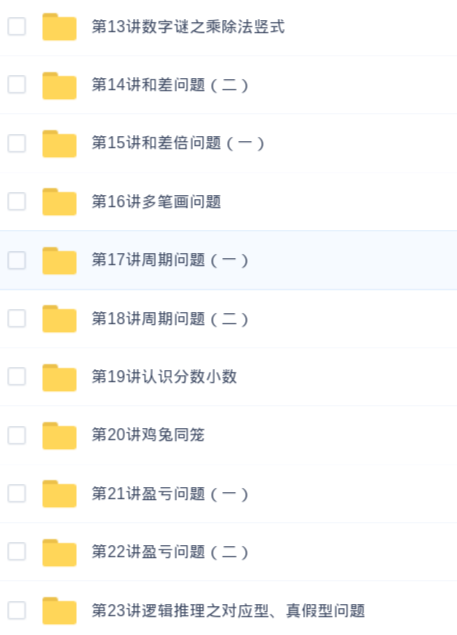 第13讲数字谜之乘除法竖式
第14讲和差问题（二）
第15讲和差倍问题（一）
第16讲多笔画问题
第17讲周期问题（一）
第18讲周期问题（二）
第19讲认识分数小数
第20讲鸡兔同笼
第21讲盈亏问题（一）
第22讲盈亏问题（二）
第23讲逻辑推理之对应型、真假型问题